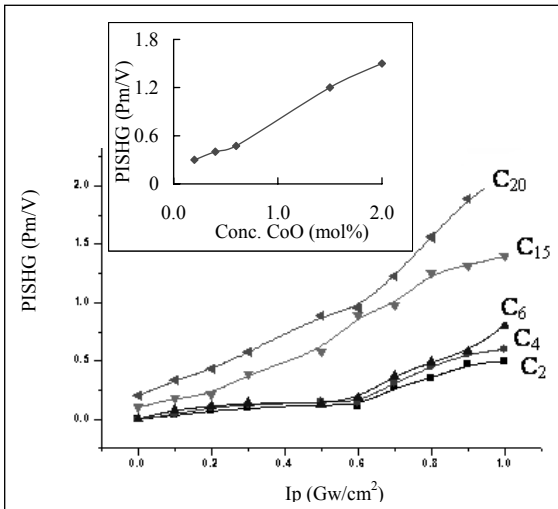 1.8
1.2
0.6
0
PISHG (Pm/V)
0.0 1.0 2.0
Conc. CoO (mol%)
PISHG (Pm/V)
2.0
1.5
1.0
0.5
0.0
C20
C15
C6
C4
C2
0.0 0.2 0.4 0.6 0.8 1.0
Ip (Gw/cm2)